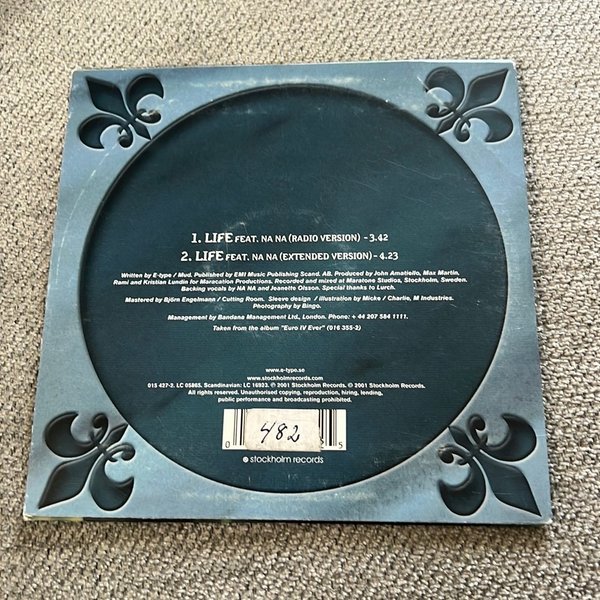 1. LIFE FEAT. NA NA (RADIO VERSION) - 3.42
2. LIFE FEAT. NA NA (EXTENDED VERSION) - 4.23
Written by E-type / Mud. Published by EMI Music Publishing Scand. AB. Produced by John Amatiello, Max Martin,
Rami and Kristian Lundin for Maracation Productions. Recorded and mixed at Maratone Studios, Stockholm, Sweden.
Backing vocals by NA NA and Jeanette Olsson. Special thanks to Lurch.
Mastered by Björn Engelmann / Cutting Room. Sleeve design / illustration by Micke / Charlie, M Industries.
Photography by Bingo.
Management by Bandana Management Ltd., London. Phone: + 44 207 584 1111.
Taken from the album "Euro IV Ever" (016 355-2)
www.e-type.se
www.stockholmrecords.com
015 427-2. LC 05865. Scandinavian: LC 16933. ℗ 2001 Stockholm Records. © 2001 Stockholm Records.
All rights reserved. Unauthorised copying, reproduction, hiring, lending,
public performance and broadcasting prohibited.
0 482 2 5
stockholm records